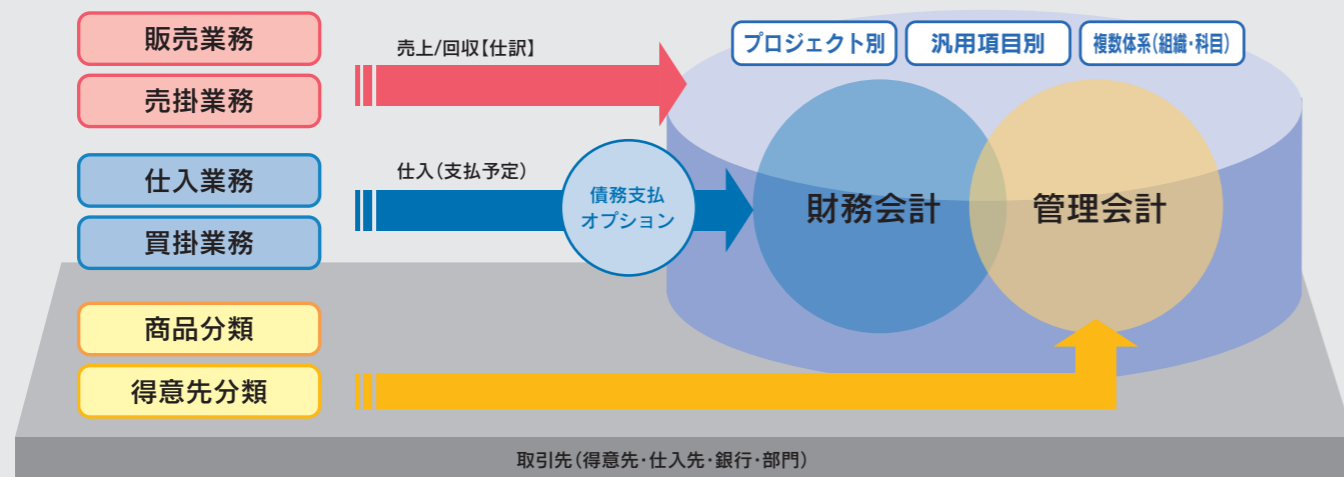 販売業務
売掛業務
売上/回収【仕訳】
プロジェクト別
汎用項目別
複数体系(組織・科目)
仕入業務
買掛業務
仕入(支払予定)
債務支払
オプション
財務会計
管理会計
商品分類
得意先分類
取引先(得意先・仕入先・銀行・部門)